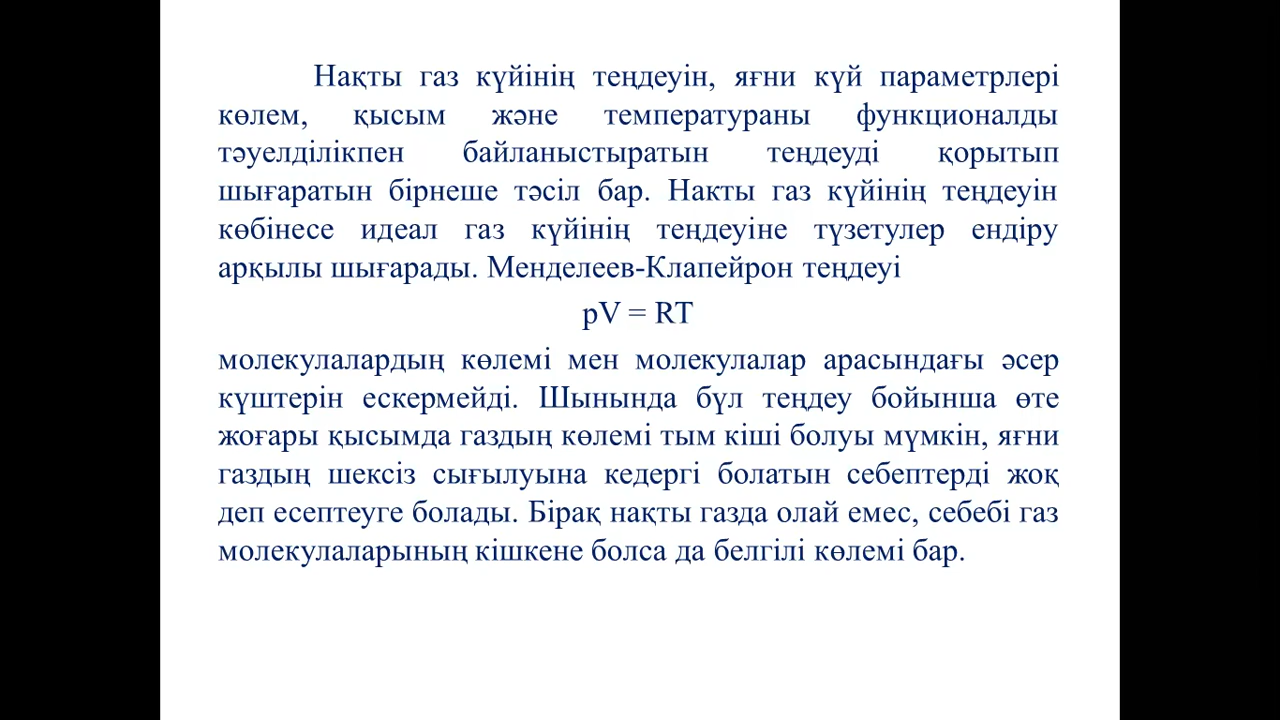 Нақты газ күйінің теңдеуін, яғни күй параметрлері
көлем, қысым және температураны функционалды
тәуелділікпен байланыстыратын теңдеуді қорытып
шығаратын бірнеше тәсіл бар. Накты газ күйінің теңдеуін
көбінесе идеал газ күйінің теңдеуіне түзетулер ендіру
арқылы шығарады. Менделеев-Клапейрон теңдеуі
pV = RT
молекулалардың көлемі мен молекулалар арасындағы әсер
күштерін ескермейді. Шынында бүл теңдеу бойынша өте
жоғары қысымда газдың көлемі тым кіші болуы мүмкін, яғни
газдың шексіз сығылуына кедергі болатын себептерді жоқ
деп есептеуге болады. Бірақ нақты газда олай емес, себебі газ
молекулаларының кішкене болса да белгілі көлемі бар.